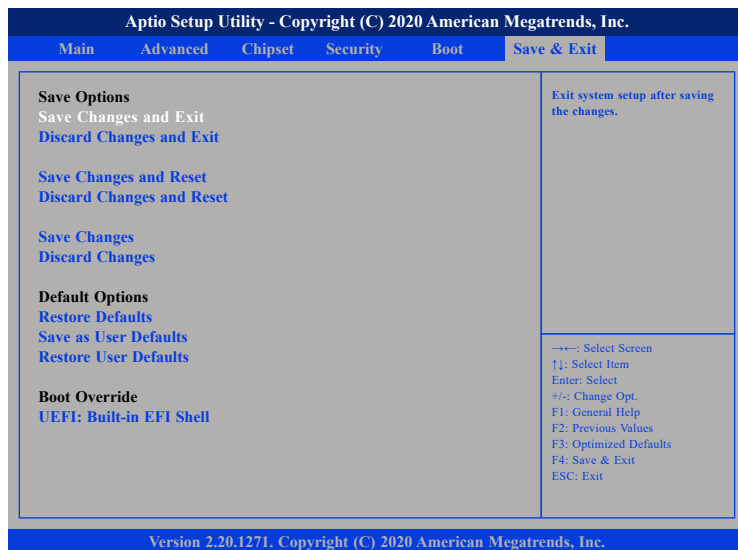 Aptio Setup Utility - Copyright (C) 2020 American Megatrends, Inc.
Main Advanced Chipset Security Boot Save & Exit
Save Options
Save Changes and Exit
Discard Changes and Exit
Save Changes and Reset
Discard Changes and Reset
Save Changes
Discard Changes
Default Options
Restore Defaults
Save as User Defaults
Restore User Defaults
Boot Override
UEFI: Built-in EFI Shell
Exit system setup after saving
the changes.
→←: Select Screen
↑↓: Select Item
Enter: Select
+/-: Change Opt.
F1: General Help
F2: Previous Values
F3: Optimized Defaults
F4: Save & Exit
ESC: Exit
Version 2.20.1271. Copyright (C) 2020 American Megatrends, Inc.